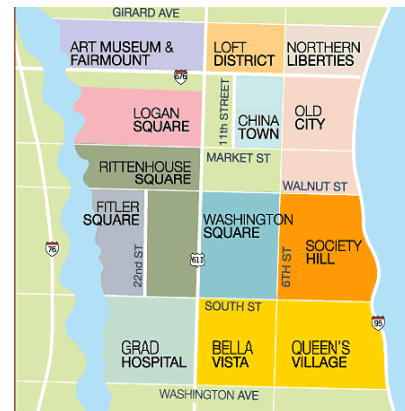 GIRARD AVE
ART MUSEUM &
FAIRMOUNT
LOFT
DISTRICT
NORTHERN
LIBERTIES
676
LOGAN
SQUARE
11th STREET
CHINA
TOWN
OLD
CITY
MARKET ST
RITTENHOUSE
SQUARE
WALNUT ST
FITLER
SQUARE
WASHINGTON
SQUARE
SOCIETY
HILL
76
22nd ST
611
6TH ST
SOUTH ST
95
GRAD
HOSPITAL
BELLA
VISTA
QUEEN'S
VILLAGE
WASHINGTON AVE